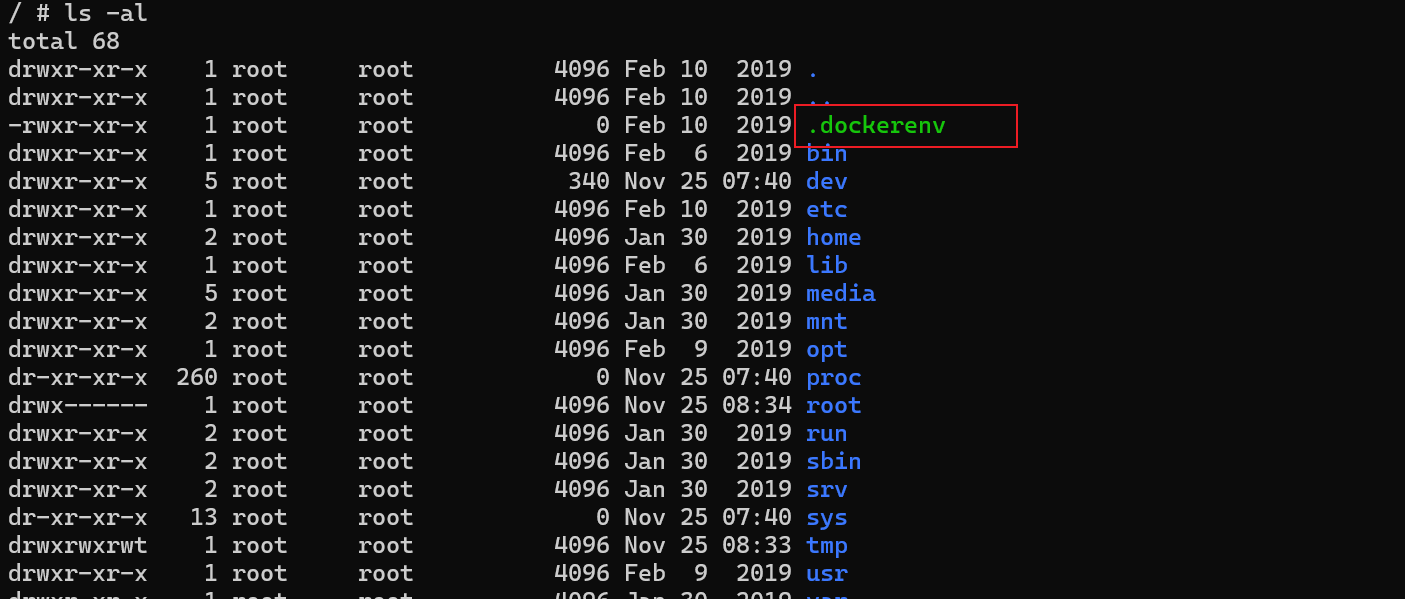 / # ls -al
total 68
drwxr-xr-x    1 root     root          4096 Feb 10  2019 .
drwxr-xr-x    1 root     root          4096 Feb 10  2019 ..
-rwxr-xr-x    1 root     root             0 Feb 10  2019 .dockerenv
drwxr-xr-x    1 root     root          4096 Feb  6  2019 bin
drwxr-xr-x    5 root     root           340 Nov 25 07:40 dev
drwxr-xr-x    1 root     root          4096 Feb 10  2019 etc
drwxr-xr-x    2 root     root          4096 Jan 30  2019 home
drwxr-xr-x    1 root     root          4096 Feb  6  2019 lib
drwxr-xr-x    5 root     root          4096 Jan 30  2019 media
drwxr-xr-x    2 root     root          4096 Jan 30  2019 mnt
drwxr-xr-x    1 root     root          4096 Feb  9  2019 opt
dr-xr-xr-x  260 root     root             0 Nov 25 07:40 proc
drwx------    1 root     root          4096 Nov 25 08:34 root
drwxr-xr-x    2 root     root          4096 Jan 30  2019 run
drwxr-xr-x    2 root     root          4096 Jan 30  2019 sbin
drwxr-xr-x    2 root     root          4096 Jan 30  2019 srv
dr-xr-xr-x   13 root     root             0 Nov 25 07:40 sys
drwxrwxrwt    1 root     root          4096 Nov 25 08:33 tmp
drwxr-xr-x    1 root     root          4096 Feb  9  2019 usr